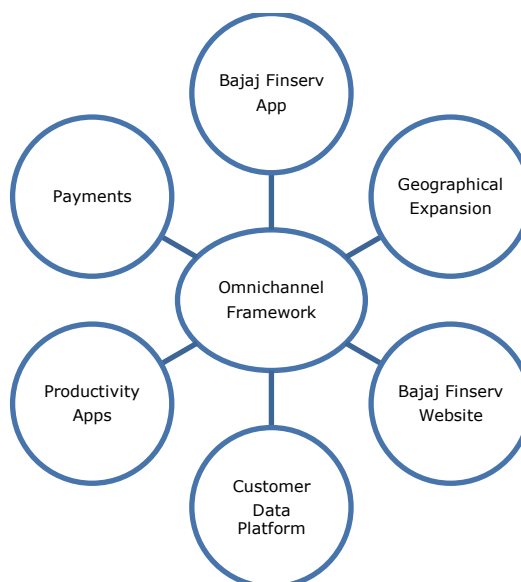 Bajaj Finserv
App
Payments
Geographical
Expansion
Omnichannel
Framework
Productivity
Apps
Bajaj Finserv
Website
Customer
Data
Platform